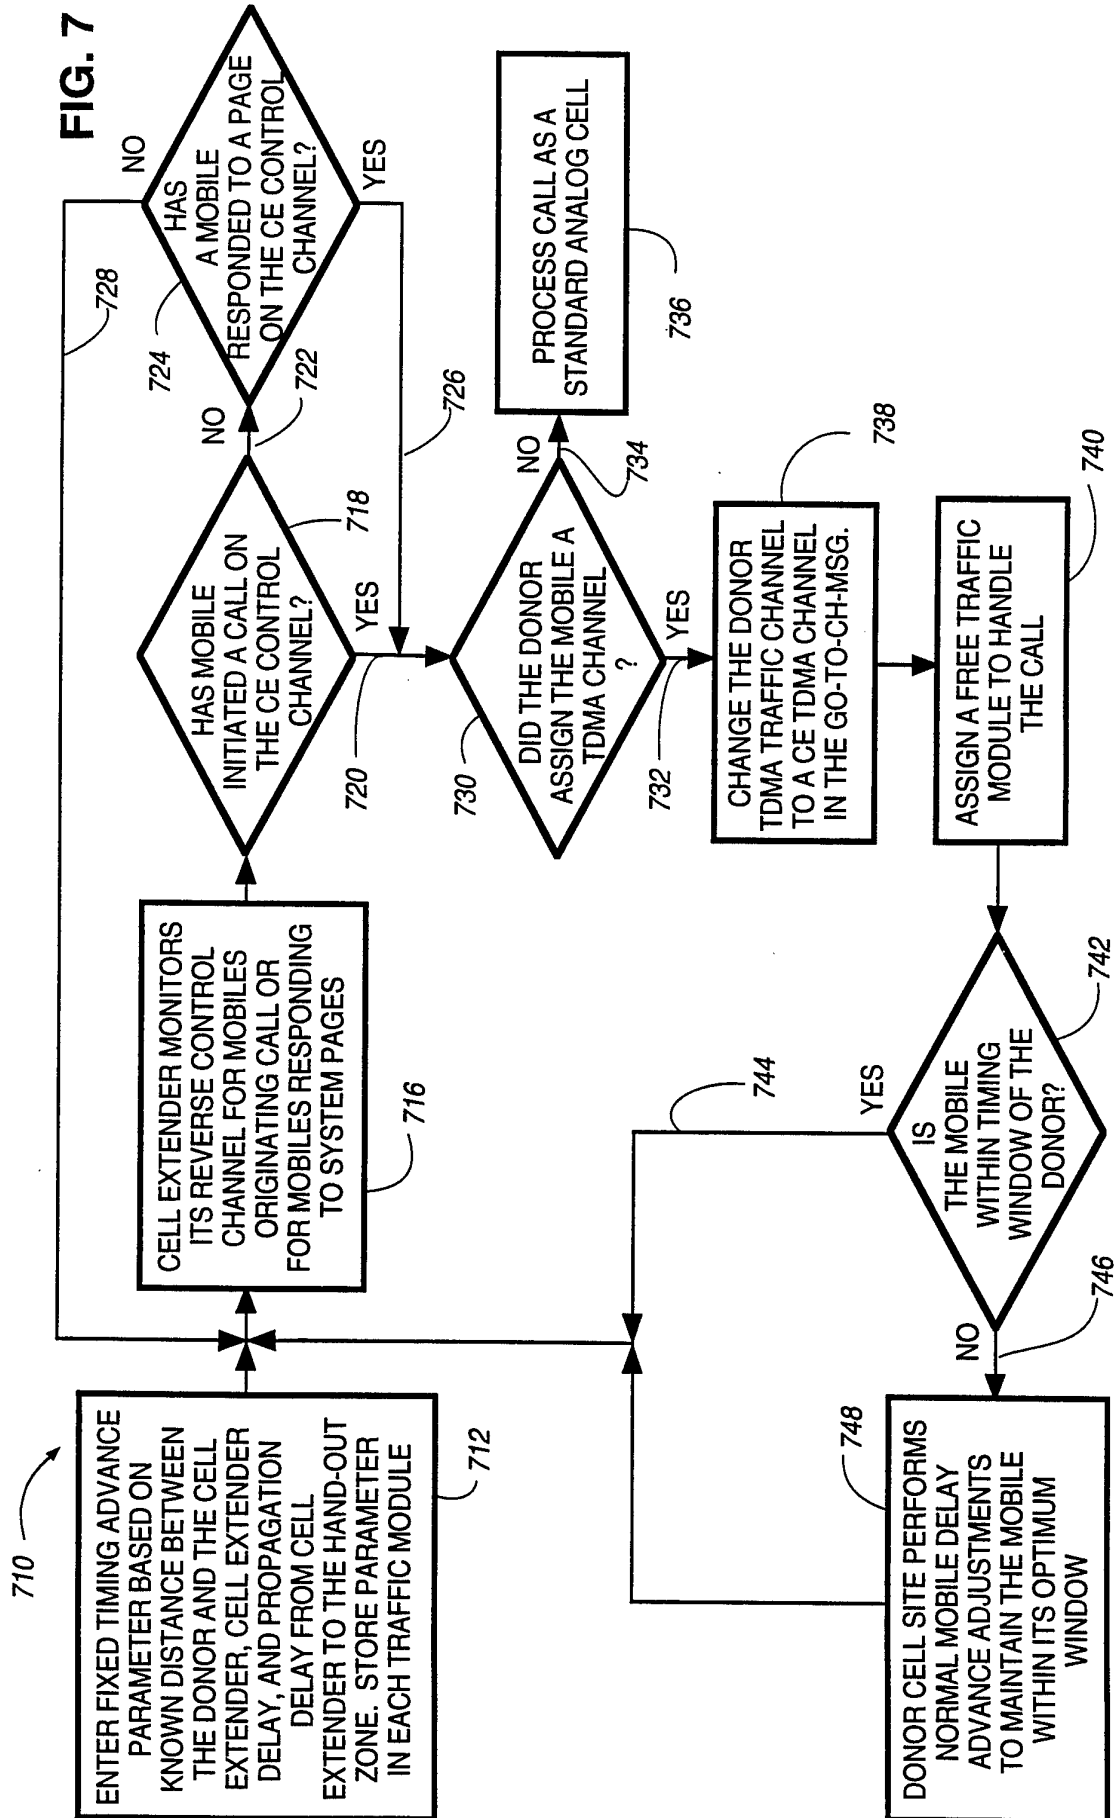 FIG. 7
710
ENTER FIXED TIMING ADVANCE
PARAMETER BASED ON
KNOWN DISTANCE BETWEEN
THE DONOR AND THE CELL
EXTENDER, CELL EXTENDER
DELAY, AND PROPAGATION
DELAY FROM CELL
EXTENDER TO THE HAND-OUT
ZONE. STORE PARAMETER
IN EACH TRAFFIC MODULE
712
CELL EXTENDER MONITORS
ITS REVERSE CONTROL
CHANNEL FOR MOBILES
ORIGINATING CALL OR
FOR MOBILES RESPONDING
TO SYSTEM PAGES
716
HAS MOBILE
INITIATED A CALL ON
THE CE CONTROL
CHANNEL?
718
NO
722
YES
720
HAS
A MOBILE
RESPONDED TO A PAGE
ON THE CE CONTROL
CHANNEL?
724
NO
728
YES
726
DID THE DONOR
ASSIGN THE MOBILE A
TDMA CHANNEL
?
730
NO
734
PROCESS CALL AS A
STANDARD ANALOG CELL
736
YES
732
CHANGE THE DONOR
TDMA TRAFFIC CHANNEL
TO A CE TDMA CHANNEL
IN THE GO-TO-CH-MSG.
738
ASSIGN A FREE TRAFFIC
MODULE TO HANDLE
THE CALL
740
IS
THE MOBILE
WITHIN TIMING
WINDOW OF THE
DONOR?
742
YES
744
NO
746
DONOR CELL SITE PERFORMS
NORMAL MOBILE DELAY
ADVANCE ADJUSTMENTS
TO MAINTAIN THE MOBILE
WITHIN ITS OPTIMUM
WINDOW
748